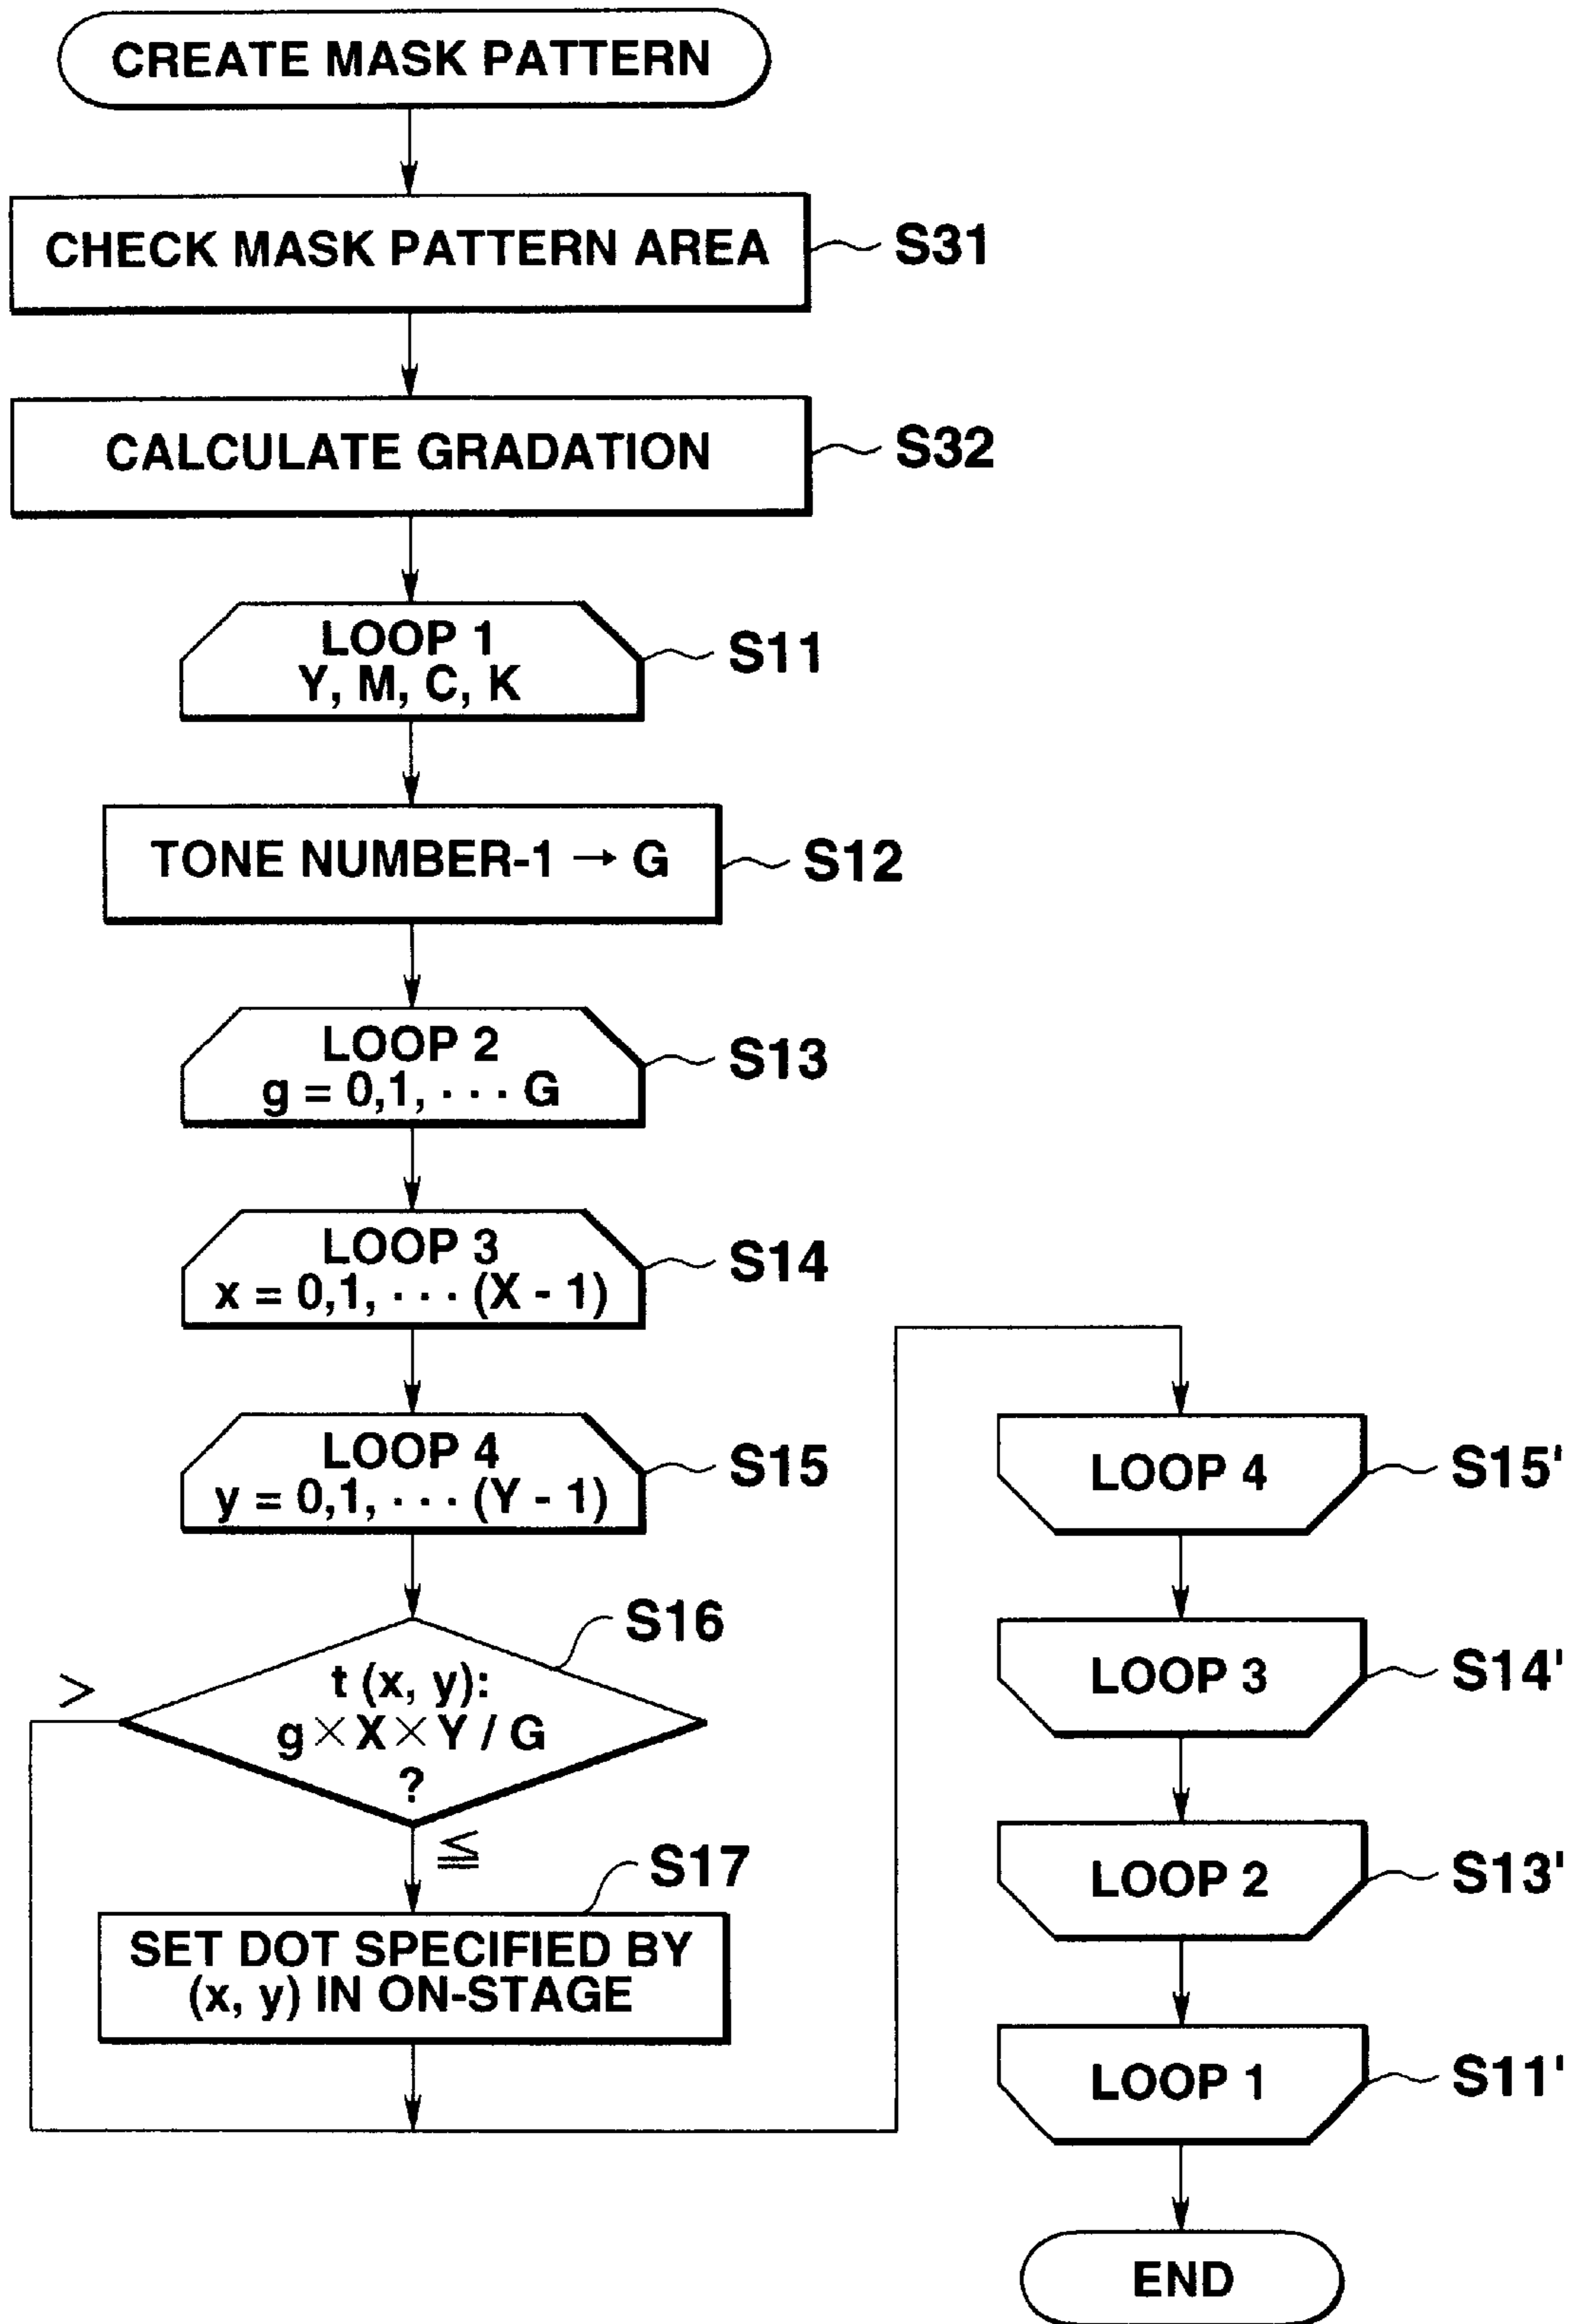 CREATE MASK PATTERN
CHECK MASK PATTERN AREA
S31
CALCULATE GRADATION
S32
LOOP 1
Y, M, C, K
S11
TONE NUMBER-1 → G
S12
LOOP 2
g = 0,1, · · · G
S13
LOOP 3
x = 0,1, · · · (X - 1)
S14
LOOP 4
y = 0,1, · · · (Y - 1)
S15
S16
t (x, y):
g × X × Y / G
?
>
≦
S17
SET DOT SPECIFIED BY
(x, y) IN ON-STAGE
LOOP 4
S15'
LOOP 3
S14'
LOOP 2
S13'
LOOP 1
S11'
END